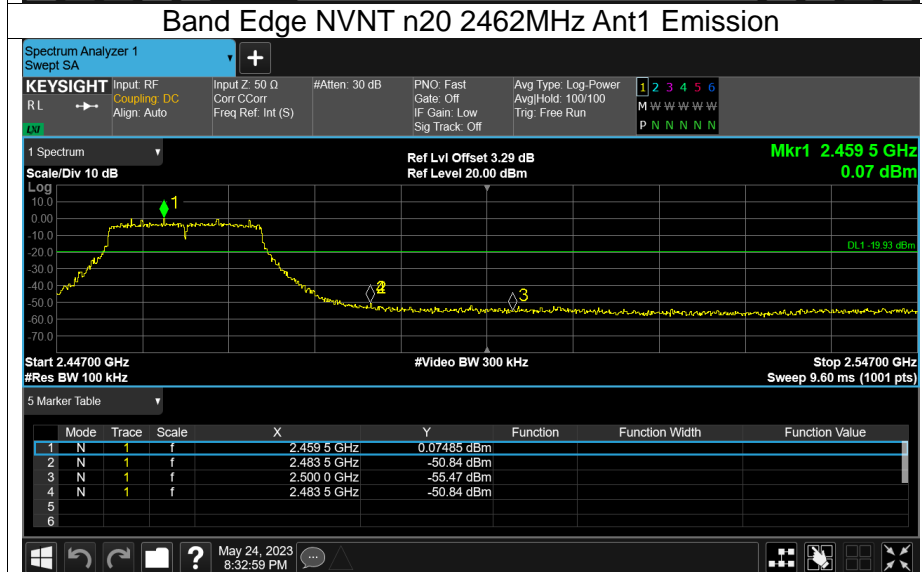 Band Edge NVNT n20 2462MHz Ant1 Emission
Spectrum Analyzer 1
Swept SA
+
KEYSIGHT Input: RF Input Z: 50 Ω #Atten: 30 dB PNO: Fast Avg Type: Log-Power 1 2 3 4 5 6
R L Coupling: DC Corr CCorr Gate: Off Avg|Hold: 100/100 M W W W W W
Align: Auto Freq Ref: Int (S) IF Gain: Low Trig: Free Run
LXI Sig Track: Off P N N N N N
1 Spectrum Ref Lvl Offset 3.29 dB Mkr1 2.459 5 GHz
Scale/Div 10 dB Ref Level 20.00 dBm 0.07 dBm
Log
10.0
1
0.00
-10.0
DL1 -19.93 dBm
-20.0
-30.0
-40.0
2
3
-50.0
-60.0
-70.0
Start 2.44700 GHz #Video BW 300 kHz Stop 2.54700 GHz
#Res BW 100 kHz Sweep 9.60 ms (1001 pts)
5 Marker Table
Mode Trace Scale X Y Function Function Width Function Value
1 N 1 f 2.459 5 GHz 0.07485 dBm
2 N 1 f 2.483 5 GHz -50.84 dBm
3 N 1 f 2.500 0 GHz -55.47 dBm
4 N 1 f 2.483 5 GHz -50.84 dBm
5
6
? May 24, 2023
8:32:59 PM